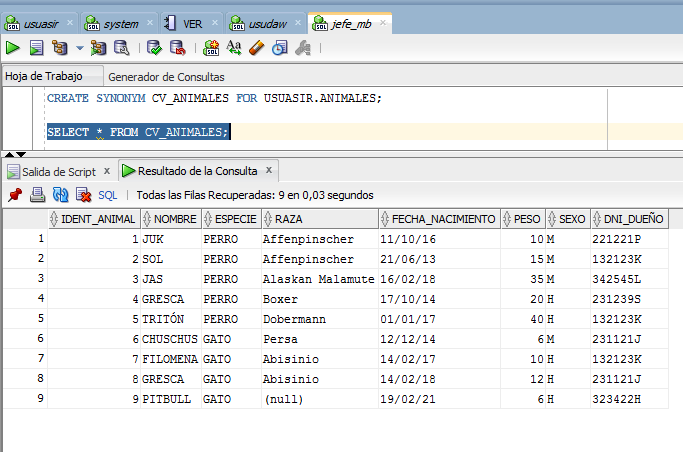 usuasir system VER usudaw jefe_mb
SQL
Hoja de Trabajo Generador de Consultas
CREATE SYNONYM CV_ANIMALES FOR USUASIR.ANIMALES;
SELECT * FROM CV_ANIMALES;
Salida de Script x Resultado de la Consulta x
SQL | Todas las Filas Recuperadas: 9 en 0,03 segundos
IDENT_ANIMAL NOMBRE ESPECIE RAZA FECHA_NACIMIENTO PESO SEXO DNI_DUEÑO
1 1 JUK PERRO Affenpinscher 11/10/16 10 M 221221P
2 2 SOL PERRO Affenpinscher 21/06/13 15 M 132123K
3 3 JAS PERRO Alaskan Malamute 16/02/18 35 M 342545L
4 4 GRESCA PERRO Boxer 17/10/14 20 H 231239S
5 5 TRITÓN PERRO Dobermann 01/01/17 40 H 132123K
6 6 CHUSCHUS GATO Persa 12/12/14 6 M 231121J
7 7 FILOMENA GATO Abisinio 14/02/17 10 H 132123K
8 8 GRESCA GATO Abisinio 14/02/18 12 H 231121J
9 9 PITBULL GATO (null) 19/02/21 6 H 323422H